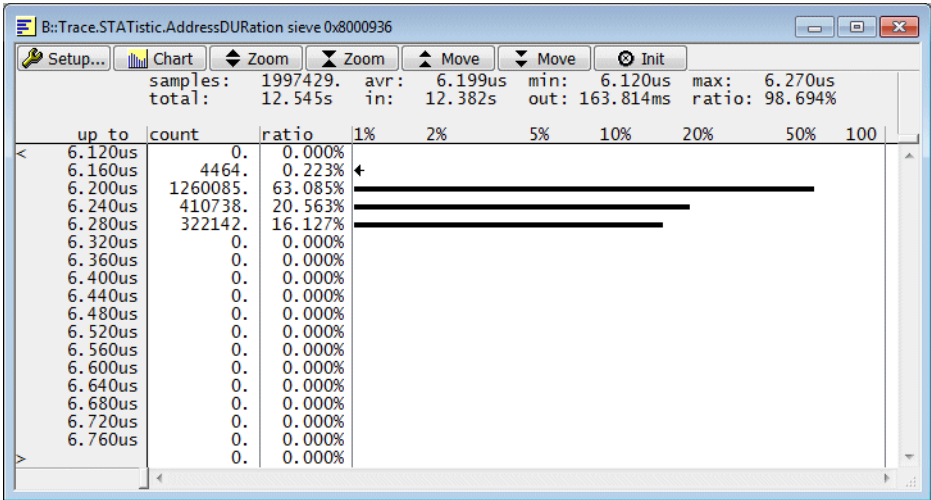 B::Trace.STATistic.AddressDURation sieve 0x8000936
Setup... Chart Zoom Zoom Move Move Init
samples: 1997429. avr: 6.199us min: 6.120us max: 6.270us
total: 12.545s in: 12.382s out: 163.814ms ratio: 98.694%
up to count ratio 1% 2% 5% 10% 20% 50% 100
< 6.120us 0. 0.000%
6.160us 4464. 0.223%
6.200us 1260085. 63.085%
6.240us 410738. 20.563%
6.280us 322142. 16.127%
6.320us 0. 0.000%
6.360us 0. 0.000%
6.400us 0. 0.000%
6.440us 0. 0.000%
6.480us 0. 0.000%
6.520us 0. 0.000%
6.560us 0. 0.000%
6.600us 0. 0.000%
6.640us 0. 0.000%
6.680us 0. 0.000%
6.720us 0. 0.000%
6.760us 0. 0.000%
> 0. 0.000%